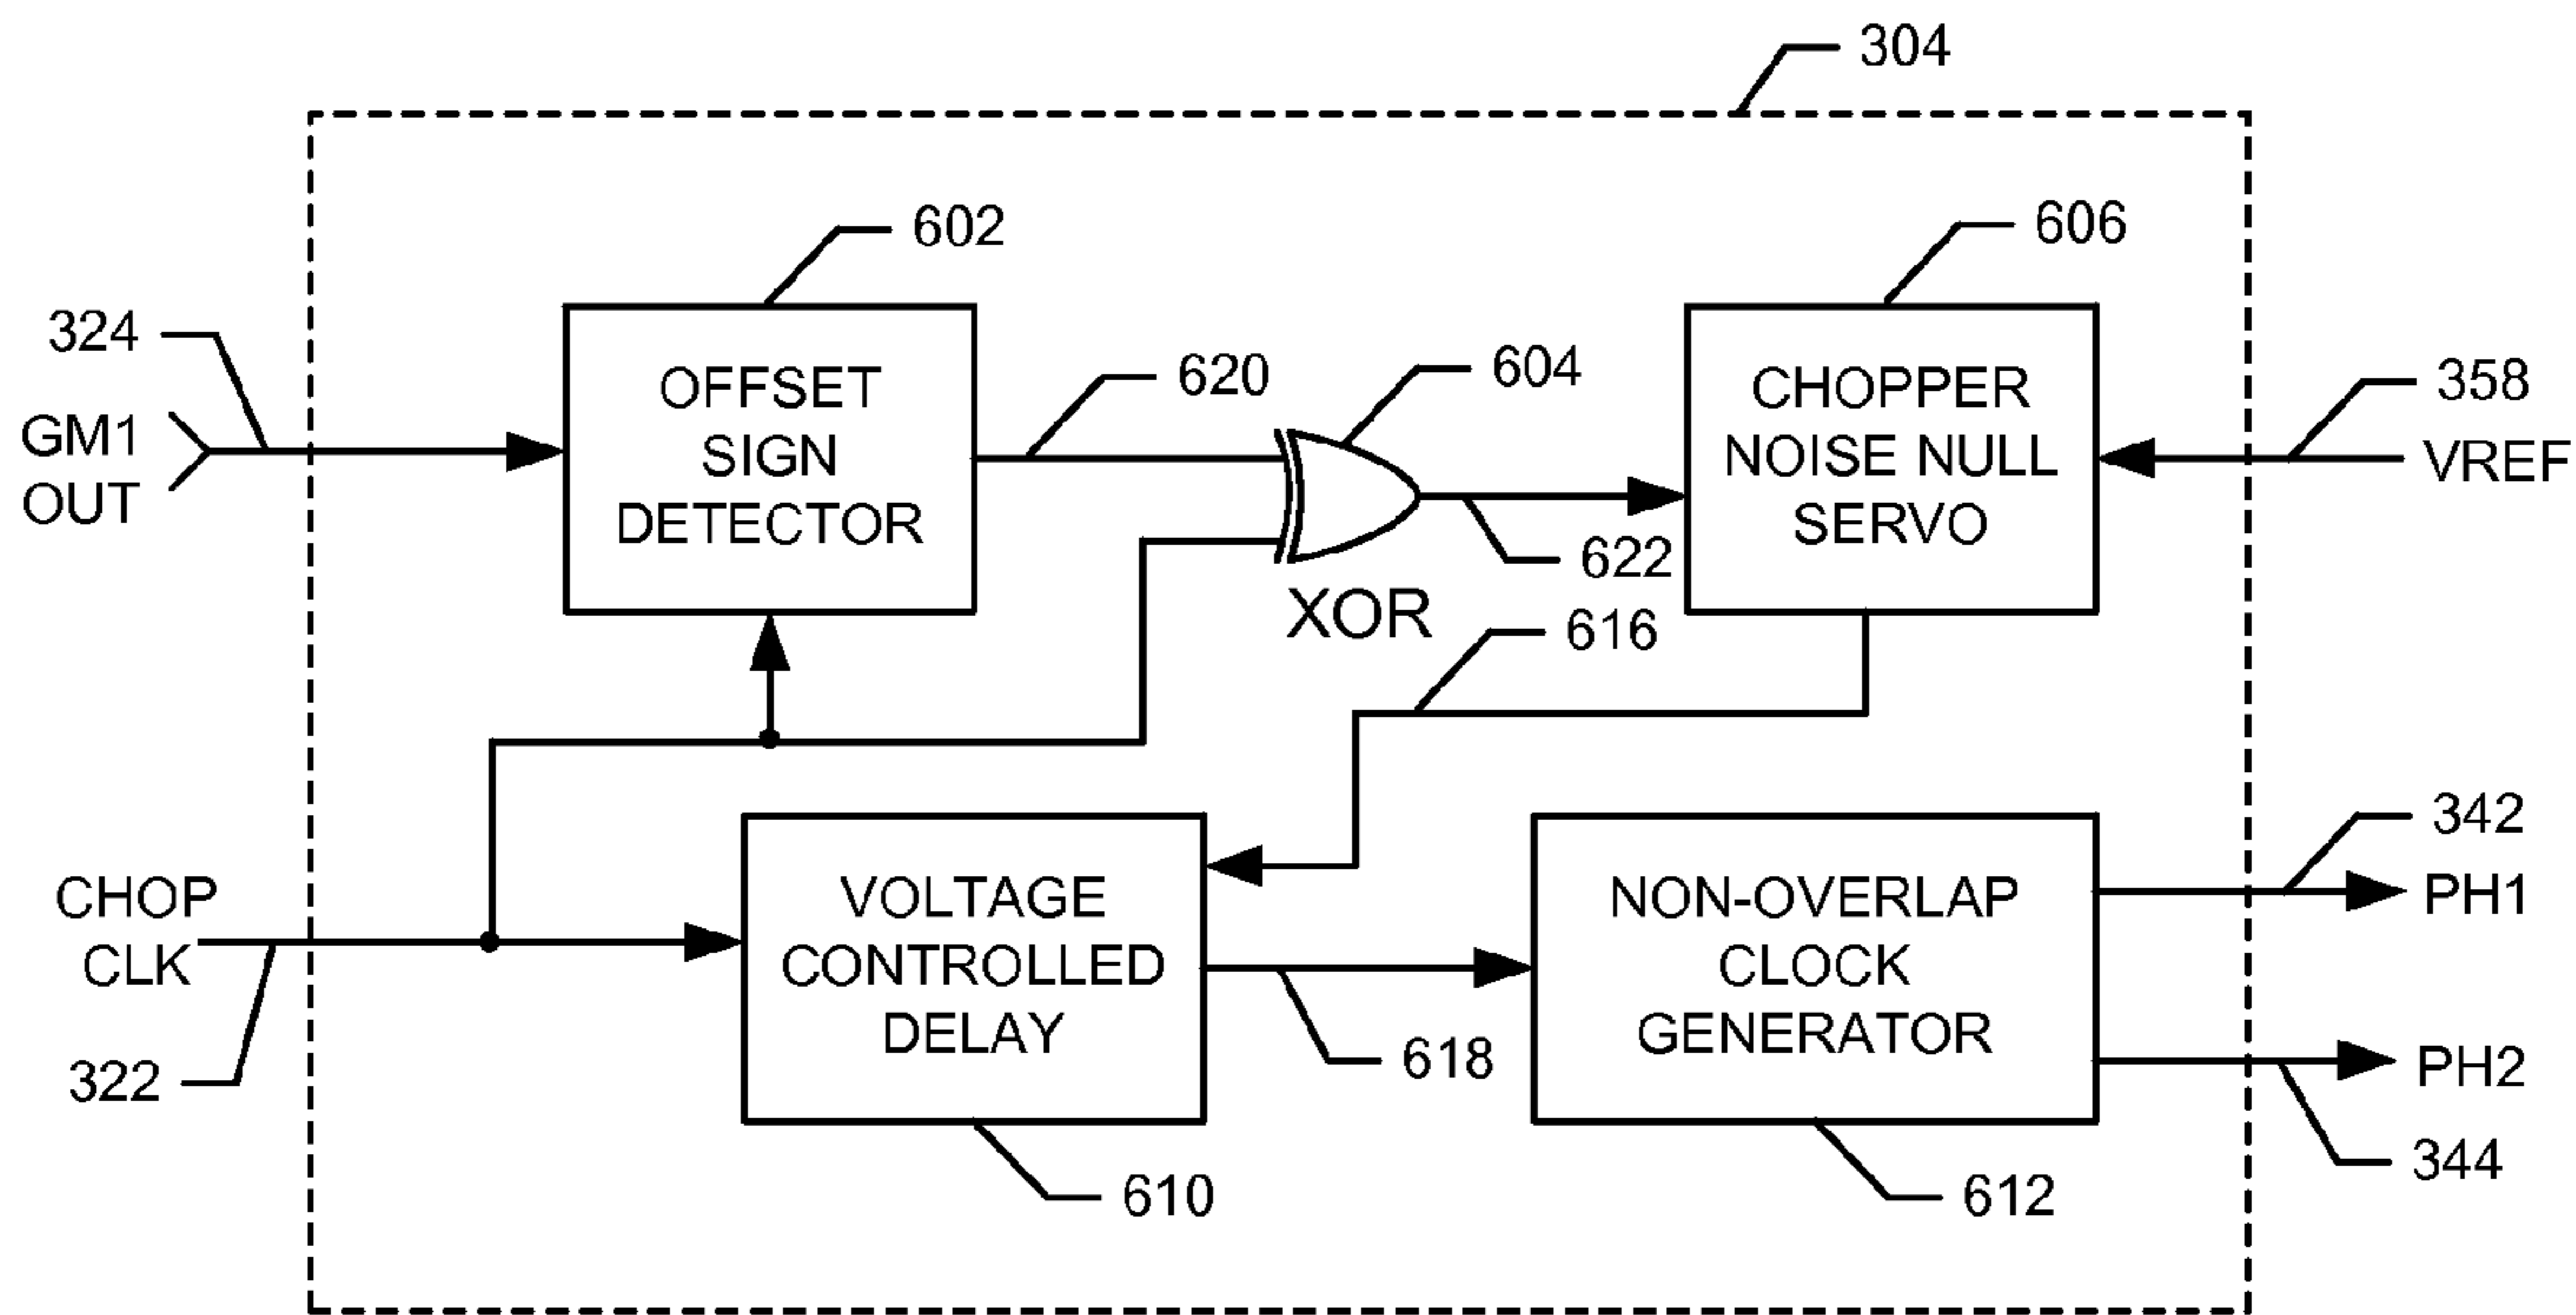 304
602
606
324
GM1
OUT
OFFSET
SIGN
DETECTOR
620
604
XOR
622
CHOPPER
NOISE NULL
SERVO
358
VREF
616
CHOP
CLK
322
VOLTAGE
CONTROLLED
DELAY
610
618
NON-OVERLAP
CLOCK
GENERATOR
612
342
PH1
PH2
344